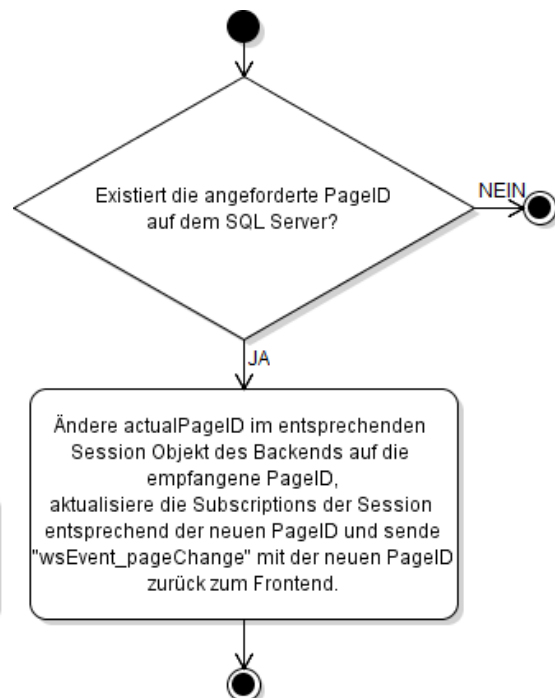 Existiert die angeforderte PageID
auf dem SQL Server?
NEIN
JA
Ändere actualPageID im entsprechenden
Session Objekt des Backends auf die
empfangene PageID,
aktualisiere die Subscriptions der Session
entsprechend der neuen PageID und sende
"wsEvent_pageChange" mit der neuen PageID
zurück zum Frontend.